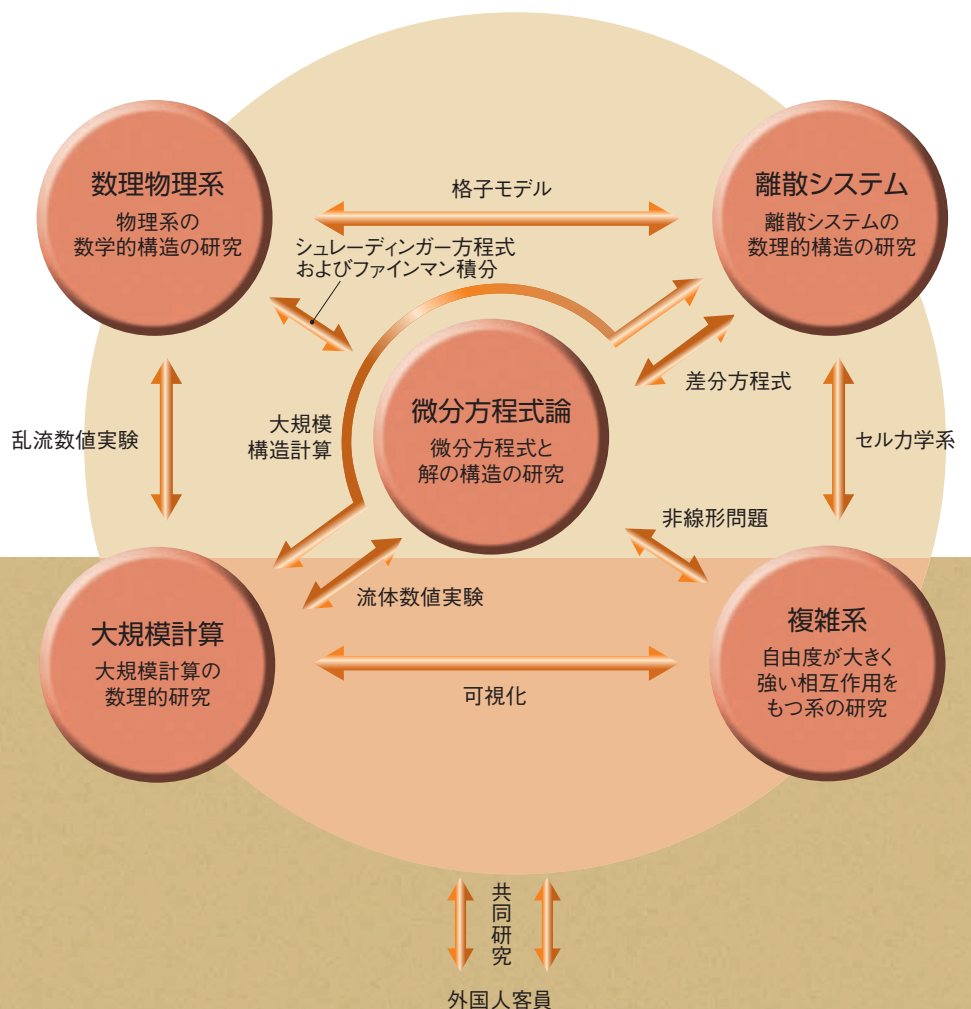 数理物理系
物理系の
数学的構造の研究
格子モデル
離散システム
離散システムの
数理的構造の研究
シュレーディンガー方程式
およびファインマン積分
差分方程式
微分方程式論
微分方程式と
解の構造の研究
大規模
構造計算
乱流数値実験
セル力学系
非線形問題
流体数値実験
大規模計算
大規模計算の
数理的研究
可視化
複雑系
自由度が大きく
強い相互作用を
もつ系の研究
共同研究
外国人客員